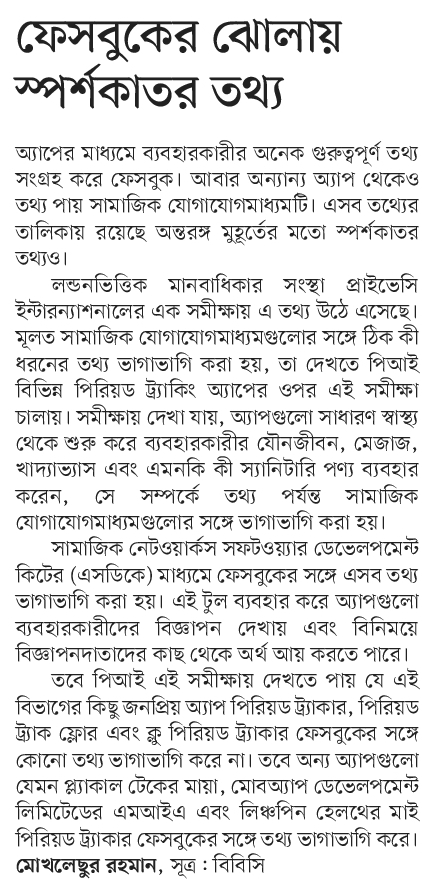 ফেসবুকের ঝোলায়
স্পর্শকাতর তথ্য
অ্যাপের মাধ্যমে ব্যবহারকারীর অনেক গুরুত্বপূর্ণ তথ্য
সংগ্রহ করে ফেসবুক। আবার অন্যান্য অ্যাপ থেকেও
তথ্য পায় সামাজিক যোগাযোগমাধ্যমটি। এসব তথ্যের
তালিকায় রয়েছে অন্তরঙ্গ মুহূর্তের মতো স্পর্শকাতর
তথ্যও।
লন্ডনভিত্তিক মানবাধিকার সংস্থা প্রাইভেসি
ইন্টারন্যাশনালের এক সমীক্ষায় এ তথ্য উঠে এসেছে।
মূলত সামাজিক যোগাযোগমাধ্যমগুলোর সঙ্গে ঠিক কী
ধরনের তথ্য ভাগাভাগি করা হয়, তা দেখতে পিআই
বিভিন্ন পিরিয়ড ট্র্যাকিং অ্যাপের ওপর এই সমীক্ষা
চালায়। সমীক্ষায় দেখা যায়, অ্যাপগুলো সাধারণ স্বাস্থ্য
থেকে শুরু করে ব্যবহারকারীর যৌনজীবন, মেজাজ,
খাদ্যাভ্যাস এবং এমনকি কী স্যানিটারি পণ্য ব্যবহার
করেন, সে সম্পর্কে তথ্য পর্যন্ত সামাজিক
যোগাযোগমাধ্যমগুলোর সঙ্গে ভাগাভাগি করা হয়।
সামাজিক নেটওয়ার্কস সফটওয়্যার ডেভেলপমেন্ট
কিটের (এসডিকে) মাধ্যমে ফেসবুকের সঙ্গে এসব তথ্য
ভাগাভাগি করা হয়। এই টুল ব্যবহার করে অ্যাপগুলো
ব্যবহারকারীদের বিজ্ঞাপন দেখায় এবং বিনিময়ে
বিজ্ঞাপনদাতাদের কাছ থেকে অর্থ আয় করতে পারে।
তবে পিআই এই সমীক্ষায় দেখতে পায় যে এই
বিভাগের কিছু জনপ্রিয় অ্যাপ পিরিয়ড ট্র্যাকার, পিরিয়ড
ট্র্যাক ফ্লোর এবং ক্লু পিরিয়ড ট্র্যাকার ফেসবুকের সঙ্গে
কোনো তথ্য ভাগাভাগি করে না। তবে অন্য অ্যাপগুলো
যেমন প্ল্যাকাল টেকের মায়া, মোবঅ্যাপ ডেভেলপমেন্ট
লিমিটেডের এমআইএ এবং লিঞ্চপিন হেলথের মাই
পিরিয়ড ট্র্যাকার ফেসবুকের সঙ্গে তথ্য ভাগাভাগি করে।
মোখলেছুর রহমান, সূত্র : বিবিসি